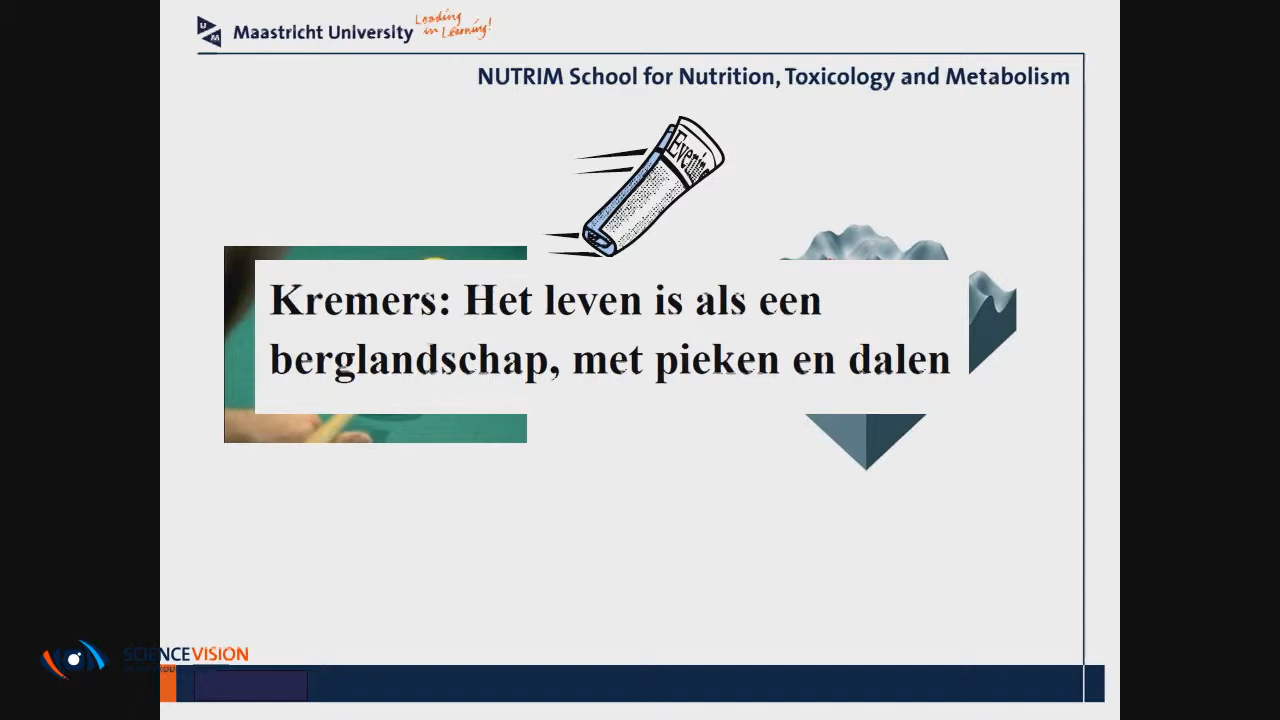 Maastricht University
Leading
in Learning!
NUTRIM School for Nutrition, Toxicology and Metabolism
Kremers: Het leven is als een
berglandschap, met pieken en dalen
SCIENCEVISION